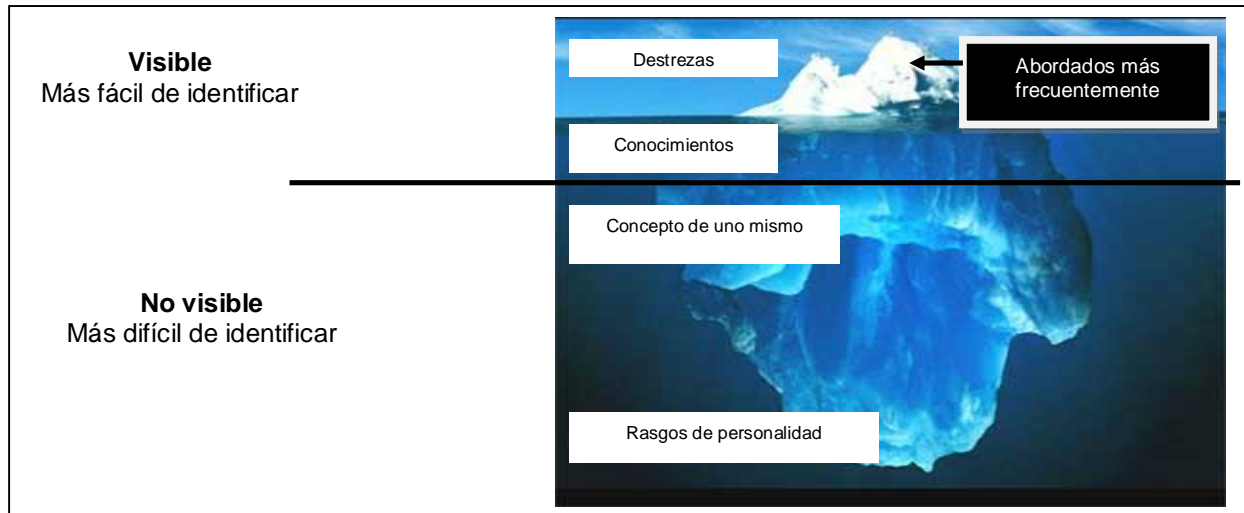 Visible
Más fácil de identificar
Destrezas
Abordados más
frecuentemente
Conocimientos
Concepto de uno mismo
No visible
Más difícil de identificar
Rasgos de personalidad